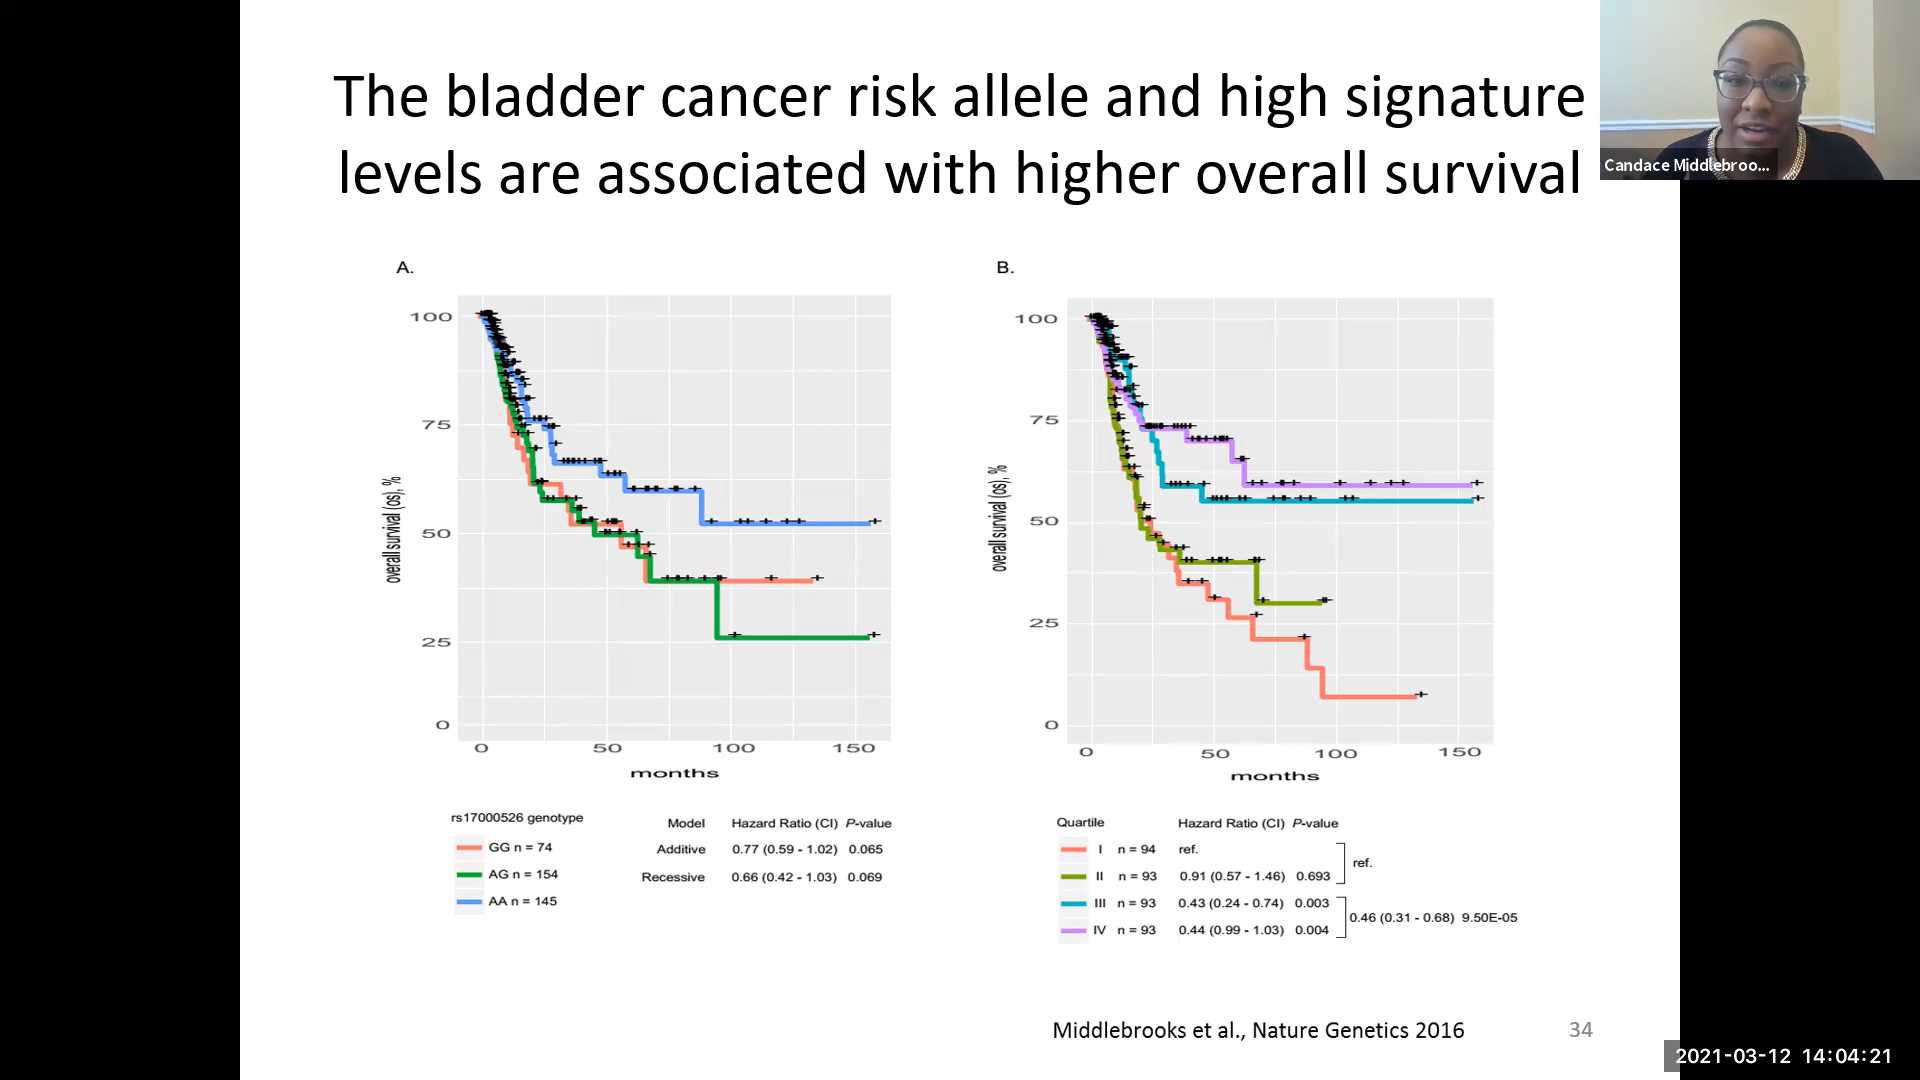 The bladder cancer risk allele and high signature
levels are associated with higher overall survival
Candace Middlebroo...
A.
100
75
50
25
0
overall survival (os), %
0 50 100 150
months
rs17000526 genotype
GG n = 74
AG n = 154
AA n = 145
Model Hazard Ratio (CI) P-value
Additive 0.77 (0.59 - 1.02) 0.065
Recessive 0.66 (0.42 - 1.03) 0.069
B.
100
75
50
25
0
overall survival (os), %
0 50 100 150
months
Quartile Hazard Ratio (CI) P-value
I n = 94 ref.
II n = 93 0.91 (0.57 - 1.46) 0.693
ref.
III n = 93 0.43 (0.24 - 0.74) 0.003
IV n = 93 0.44 (0.99 - 1.03) 0.004
0.46 (0.31 - 0.68) 9.50E-05
Middlebrooks et al., Nature Genetics 2016
34
2021-03-12 14:04:21